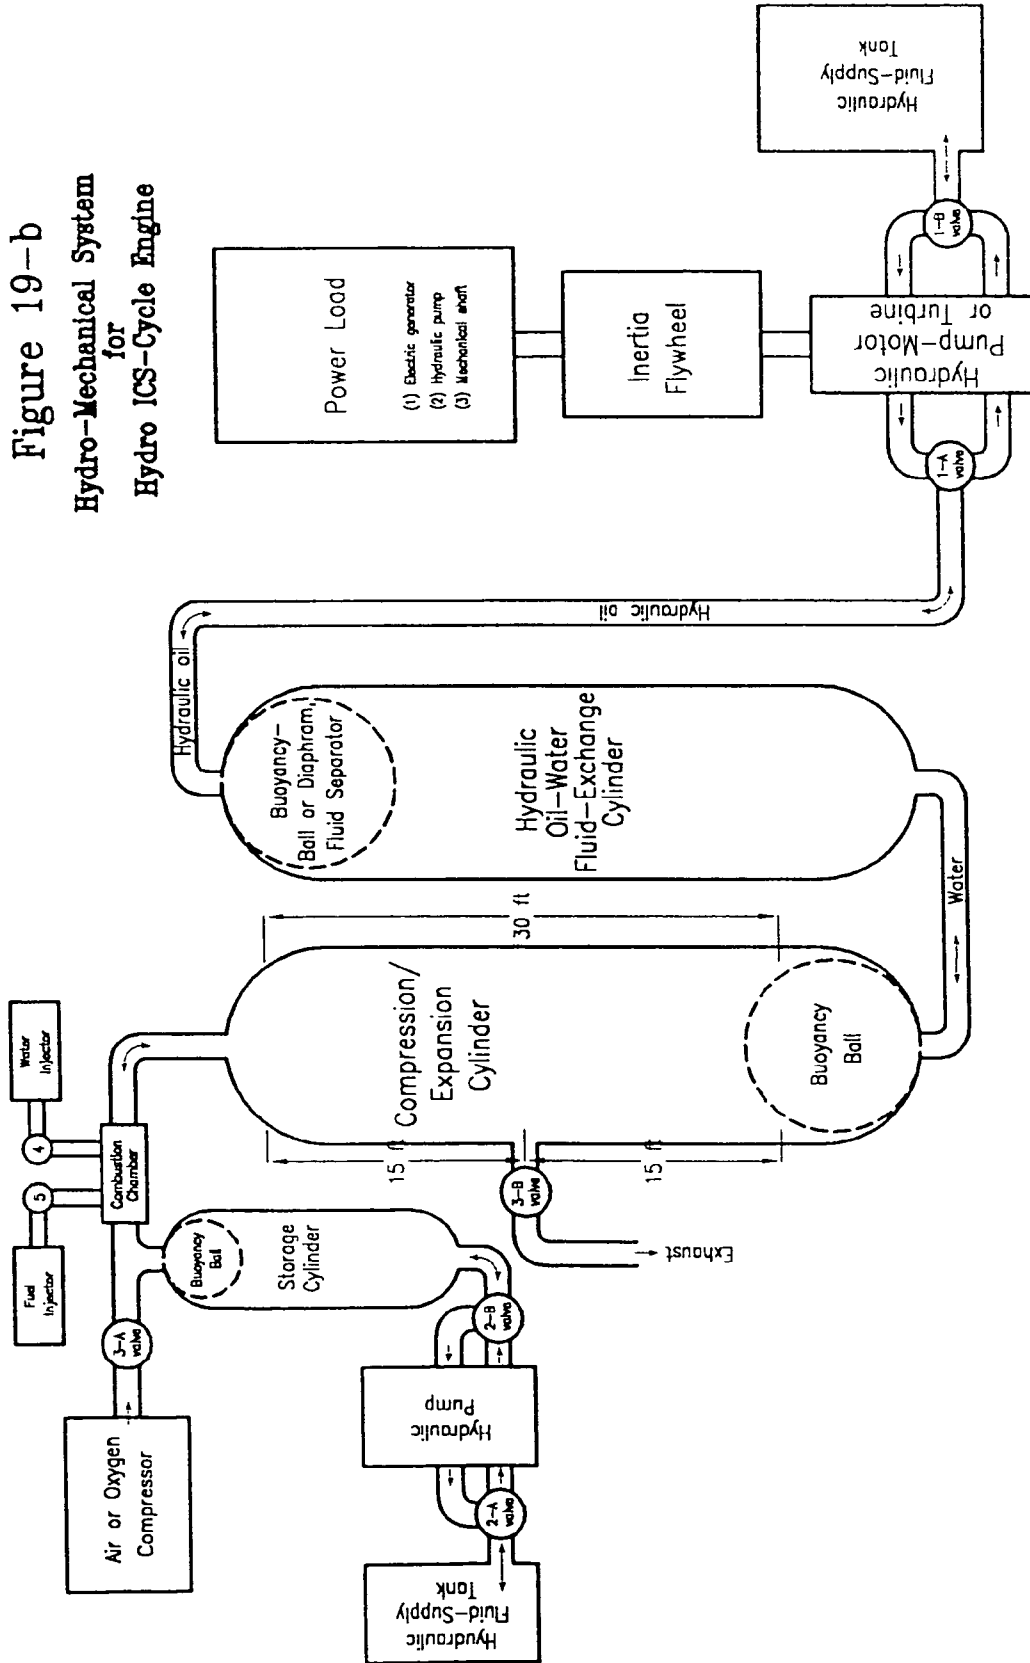 Figure 19-b
Hydro-Mechanical System
for
Hydro ICS-Cycle Engine
Air or Oxygen
Compressor
3-A
valve
Fuel
Injector
5
Water
Injector
4
Combustion
Chamber
Buoyancy
Ball
Storage
Cylinder
Hyudraulic
Fluid-Supply
Tank
2-A
valve
Hydraulic
Pump
2-B
valve
Exhaust
3-B
valve
15 ft
15 ft
30 ft
Compression/
Expansion
Cylinder
Buoyancy
Ball
Water
Buoyancy-
Ball or Diaphram,
Fluid Separator
Hydraulic
Oil-Water
Fluid-Exchange
Cylinder
Hydraulic oil
Hydraulic oil
Power Load
(1) Electric generator
(2) Hydraulic pump
(3) Mechanical shaft
Inertia
Flywheel
1-A
valve
Hydraulic
Pump-Motor
or Turbine
1-B
valve
Hydraulic
Fluid-Supply
Tank